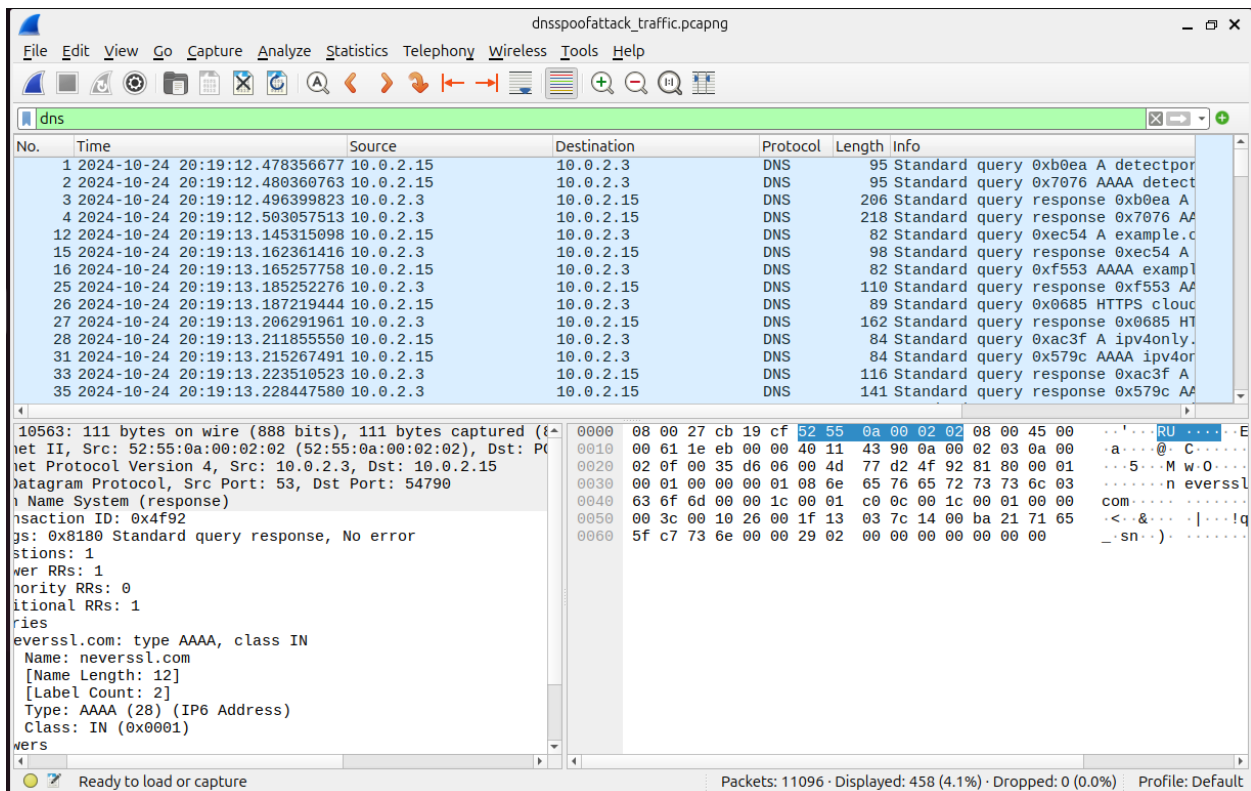 dnsspoofattack_traffic.pcapng
File Edit View Go Capture Analyze Statistics Telephony Wireless Tools Help
dns
No. Time Source Destination Protocol Length Info
1 2024-10-24 20:19:12.478356677 10.0.2.15 10.0.2.3 DNS 95 Standard query 0xb0ea A detectpor
2 2024-10-24 20:19:12.480360763 10.0.2.15 10.0.2.3 DNS 95 Standard query 0x7076 AAAA detect
3 2024-10-24 20:19:12.496399823 10.0.2.3 10.0.2.15 DNS 206 Standard query response 0xb0ea A
4 2024-10-24 20:19:12.503057513 10.0.2.3 10.0.2.15 DNS 218 Standard query response 0x7076 AA
12 2024-10-24 20:19:13.145315098 10.0.2.15 10.0.2.3 DNS 82 Standard query 0xec54 A example.c
15 2024-10-24 20:19:13.162361416 10.0.2.3 10.0.2.15 DNS 98 Standard query response 0xec54 A
16 2024-10-24 20:19:13.165257758 10.0.2.15 10.0.2.3 DNS 82 Standard query 0xf553 AAAA exampl
25 2024-10-24 20:19:13.185252276 10.0.2.3 10.0.2.15 DNS 110 Standard query response 0xf553 AA
26 2024-10-24 20:19:13.187219444 10.0.2.15 10.0.2.3 DNS 89 Standard query 0x0685 HTTPS cloud
27 2024-10-24 20:19:13.206291961 10.0.2.3 10.0.2.15 DNS 162 Standard query response 0x0685 HT
28 2024-10-24 20:19:13.211855550 10.0.2.15 10.0.2.3 DNS 84 Standard query 0xac3f A ipv4only.
31 2024-10-24 20:19:13.215267491 10.0.2.15 10.0.2.3 DNS 84 Standard query 0x579c AAAA ipv4on
33 2024-10-24 20:19:13.223510523 10.0.2.3 10.0.2.15 DNS 116 Standard query response 0xac3f A
35 2024-10-24 20:19:13.228447580 10.0.2.3 10.0.2.15 DNS 141 Standard query response 0x579c AA
10563: 111 bytes on wire (888 bits), 111 bytes captured (8
net II, Src: 52:55:0a:00:02:02 (52:55:0a:00:02:02), Dst: PC
net Protocol Version 4, Src: 10.0.2.3, Dst: 10.0.2.15
Datagram Protocol, Src Port: 53, Dst Port: 54790
n Name System (response)
nsaction ID: 0x4f92
gs: 0x8180 Standard query response, No error
stions: 1
wer RRs: 1
hority RRs: 0
itional RRs: 1
ries
everssl.com: type AAAA, class IN
Name: neverssl.com
[Name Length: 12]
[Label Count: 2]
Type: AAAA (28) (IP6 Address)
Class: IN (0x0001)
wers
0000 08 00 27 cb 19 cf 52 55 0a 00 02 02 08 00 45 00 ··'···RU ······E
0010 00 61 1e eb 00 00 40 11 43 90 0a 00 02 03 0a 00 ·a····@· C·······
0020 02 0f 00 35 d6 06 00 4d 77 d2 4f 92 81 80 00 01 ···5···M w·O·····
0030 00 01 00 00 00 01 08 6e 65 76 65 72 73 73 6c 03 ·······n everssl
0040 63 6f 6d 00 00 1c 00 01 c0 0c 00 1c 00 01 00 00 com····· ········
0050 00 3c 00 10 26 00 1f 13 03 7c 14 00 ba 21 71 65 ·<··&··· ·|···!q
0060 5f c7 73 6e 00 00 29 02 00 00 00 00 00 00 00 _·sn··)· ·······
Ready to load or capture
Packets: 11096 · Displayed: 458 (4.1%) · Dropped: 0 (0.0%)
Profile: Default